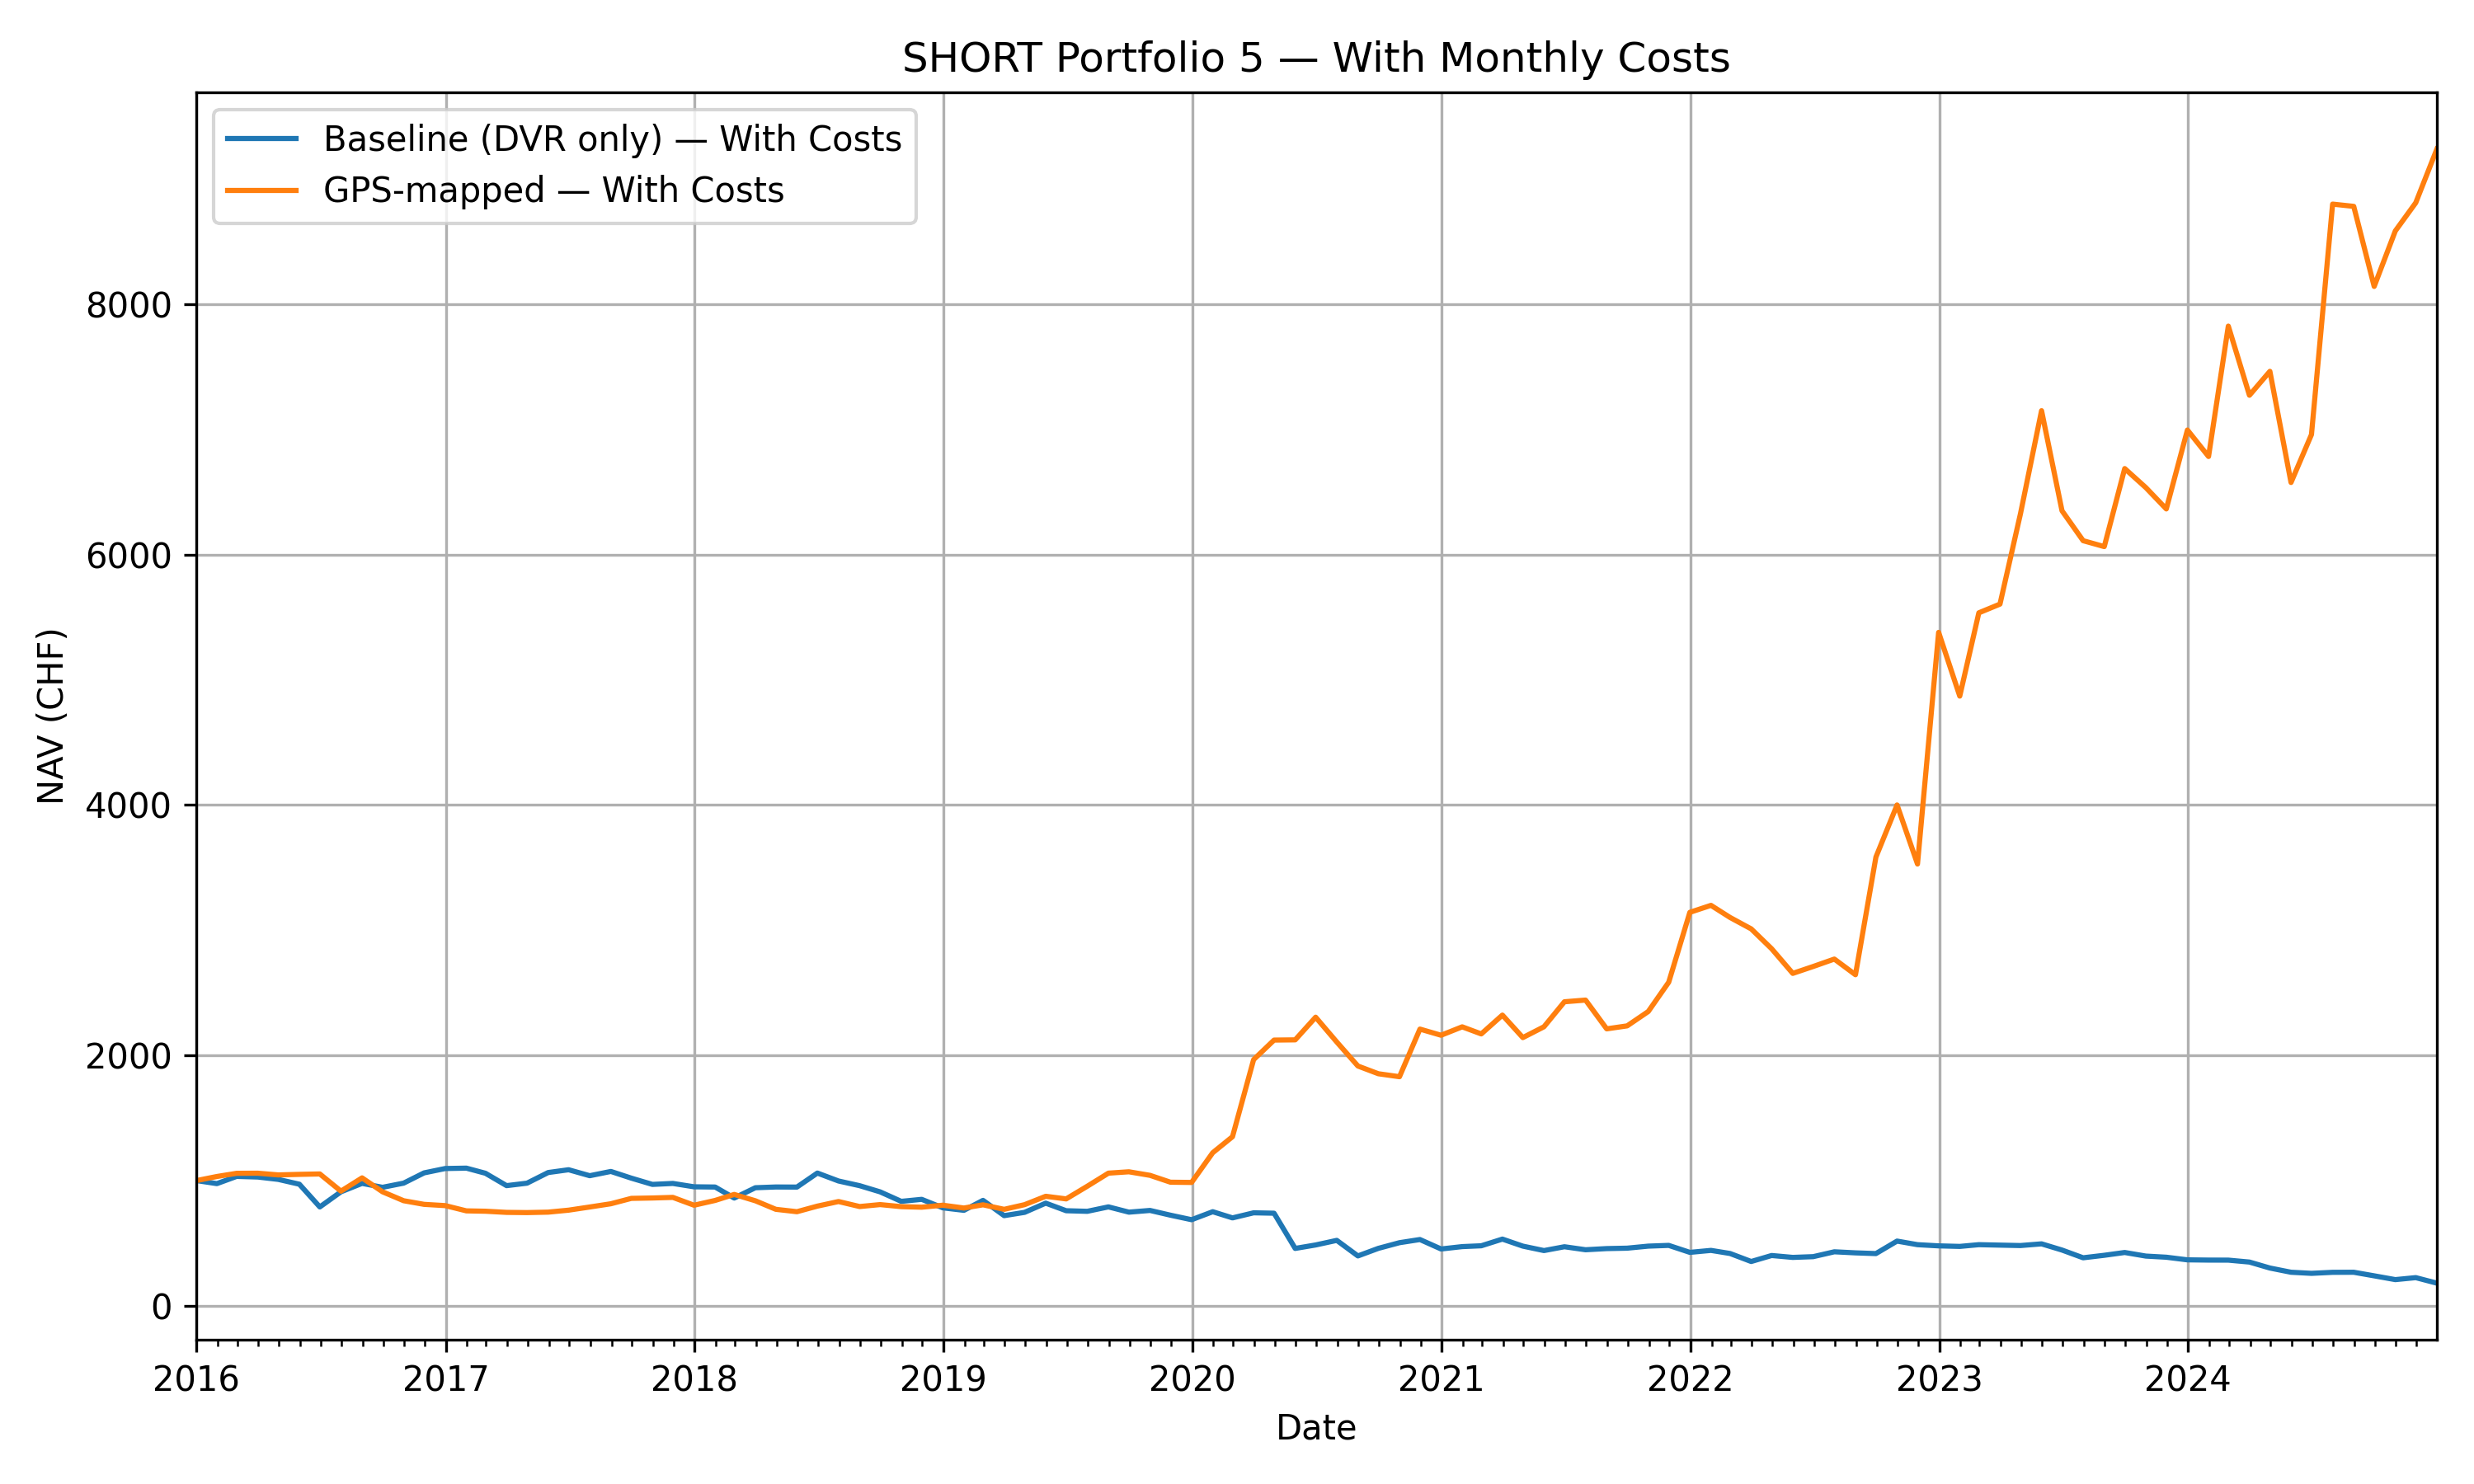 SHORT Portfolio 5 — With Monthly Costs
Baseline (DVR only) — With Costs
GPS-mapped — With Costs
NAV (CHF)
8000
6000
4000
2000
0
2016 2017 2018 2019 2020 2021 2022 2023 2024
Date